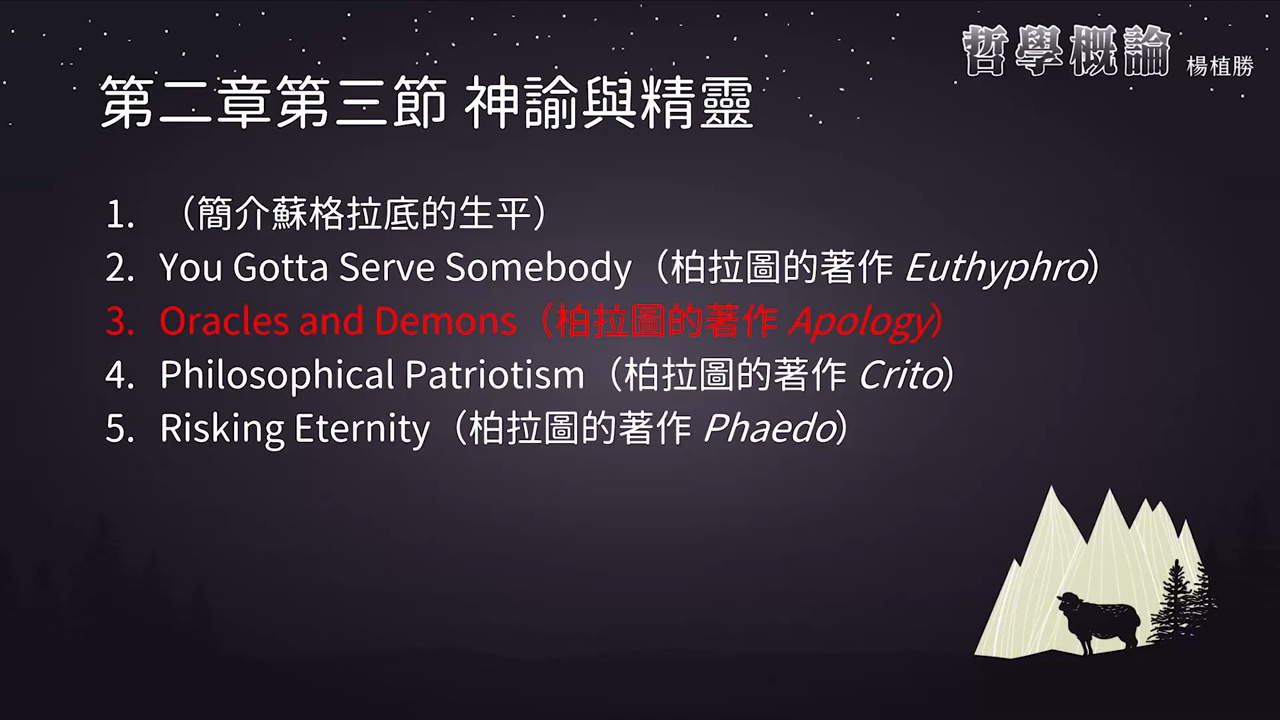 哲學概論 楊植勝
第二章第三節 神諭與精靈
1. （簡介蘇格拉底的生平）
2. You Gotta Serve Somebody（柏拉圖的著作 Euthyphro）
3. Oracles and Demons（柏拉圖的著作 Apology）
4. Philosophical Patriotism（柏拉圖的著作 Crito）
5. Risking Eternity（柏拉圖的著作 Phaedo）